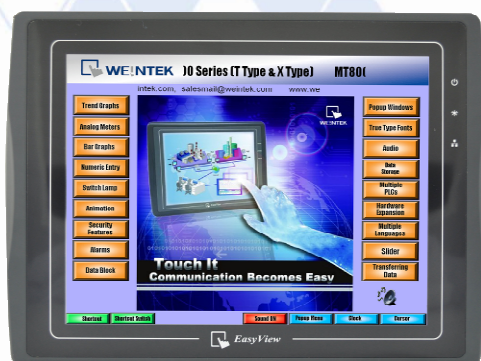 WEINTEK )0 Series (T Type & X Type) MT80(
intek.com, salesmail@weintek.com www.we
Trend Graphs
Analog Meters
Bar Graphs
Numeric Entry
Switch Lamp
Animation
Security
Features
Alarms
Data Block
WEINTEK
Touch It
Communication Becomes Easy
Popup Windows
True Type Fonts
Audio
Data
Storage
Multiple
PLCs
Hardware
Expansion
Multiple
Languages
Slider
Transferring
Data
Shortcut
Shortcut Switch
Sound ON
Popup Menu
Block
Cursor
EasyView